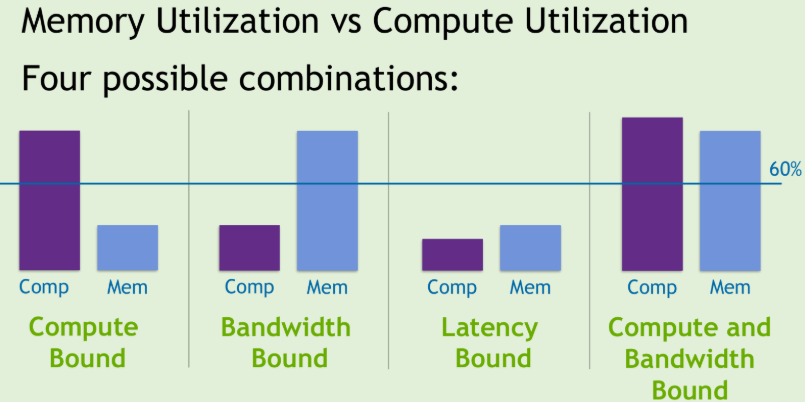 Memory Utilization vs Compute Utilization
Four possible combinations:
60%
Comp Mem
Compute
Bound
Comp Mem
Bandwidth
Bound
Comp Mem
Latency
Bound
Comp Mem
Compute and
Bandwidth
Bound